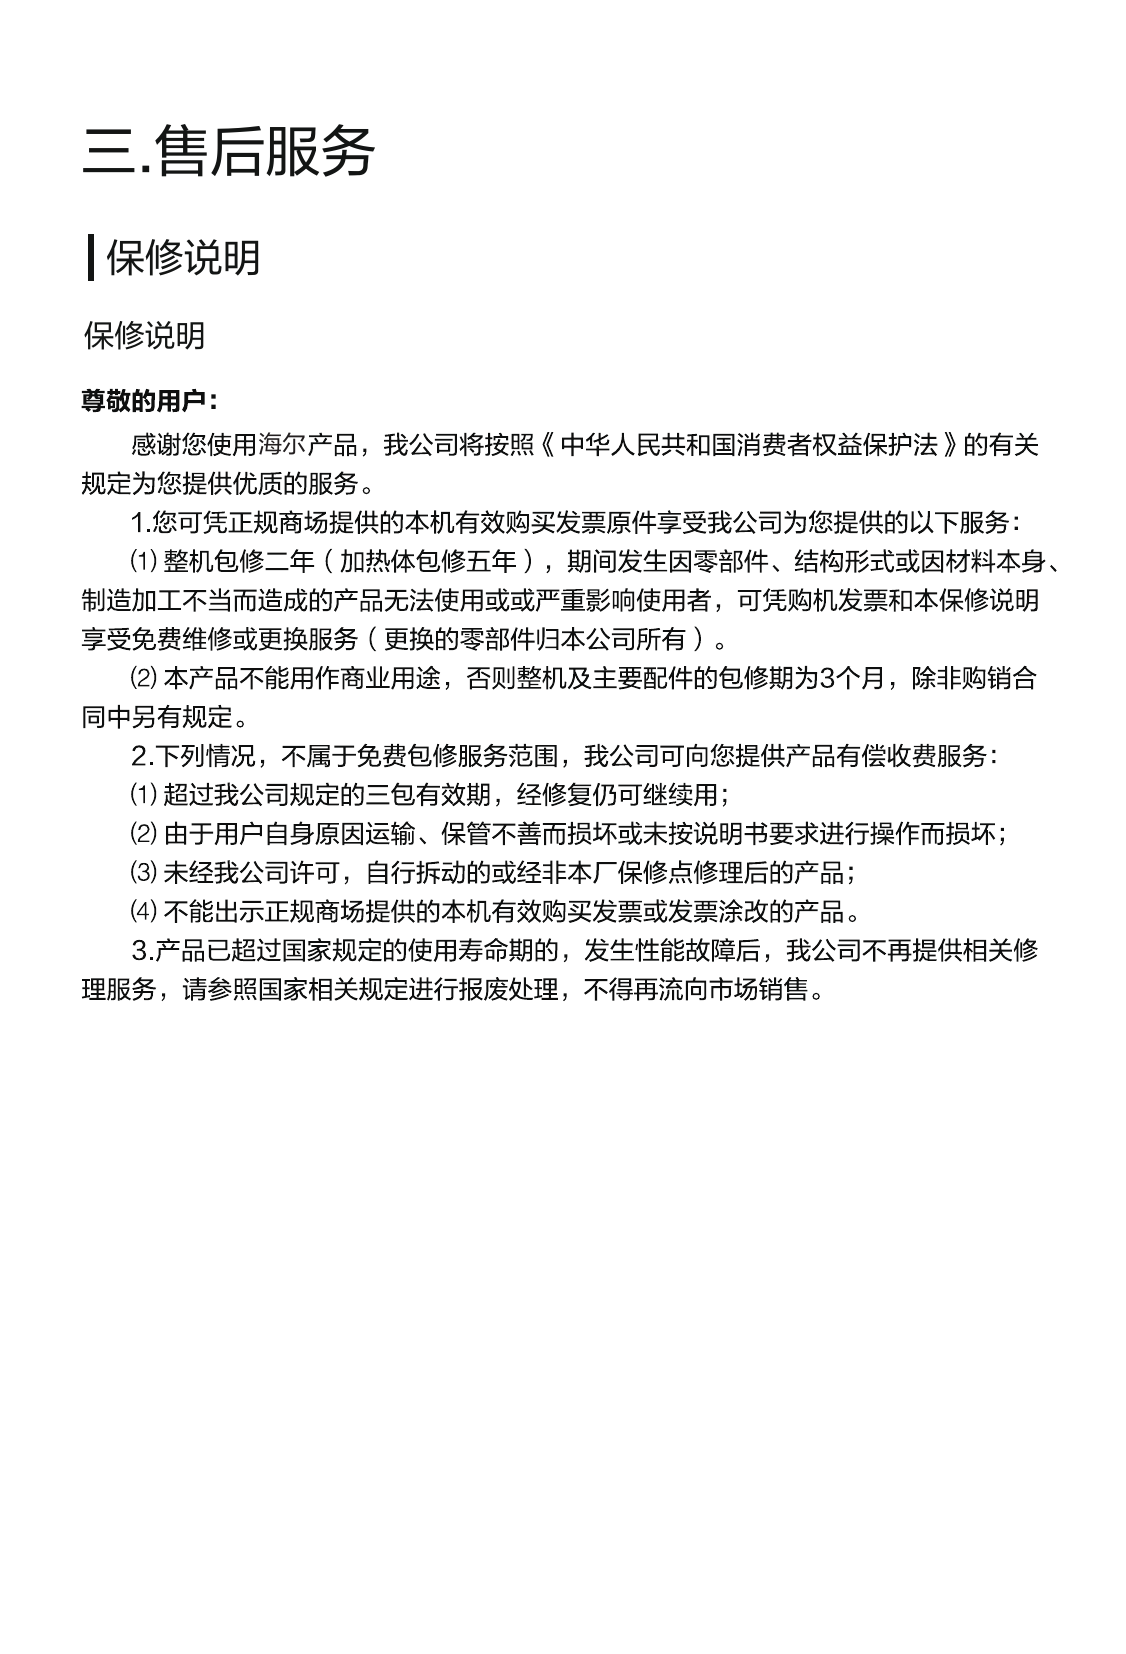 三.售后服务
保修说明
保修说明
尊敬的用户：
感谢您使用海尔产品，我公司将按照《中华人民共和国消费者权益保护法》的有关
规定为您提供优质的服务。
1.您可凭正规商场提供的本机有效购买发票原件享受我公司为您提供的以下服务：
⑴ 整机包修二年（加热体包修五年），期间发生因零部件、结构形式或因材料本身、
制造加工不当而造成的产品无法使用或或严重影响使用者，可凭购机发票和本保修说明
享受免费维修或更换服务（更换的零部件归本公司所有）。
⑵ 本产品不能用作商业用途，否则整机及主要配件的包修期为3个月，除非购销合
同中另有规定。
2.下列情况，不属于免费包修服务范围，我公司可向您提供产品有偿收费服务：
⑴ 超过我公司规定的三包有效期，经修复仍可继续用；
⑵ 由于用户自身原因运输、保管不善而损坏或未按说明书要求进行操作而损坏；
⑶ 未经我公司许可，自行拆动的或经非本厂保修点修理后的产品；
⑷ 不能出示正规商场提供的本机有效购买发票或发票涂改的产品。
3.产品已超过国家规定的使用寿命期的，发生性能故障后，我公司不再提供相关修
理服务，请参照国家相关规定进行报废处理，不得再流向市场销售。